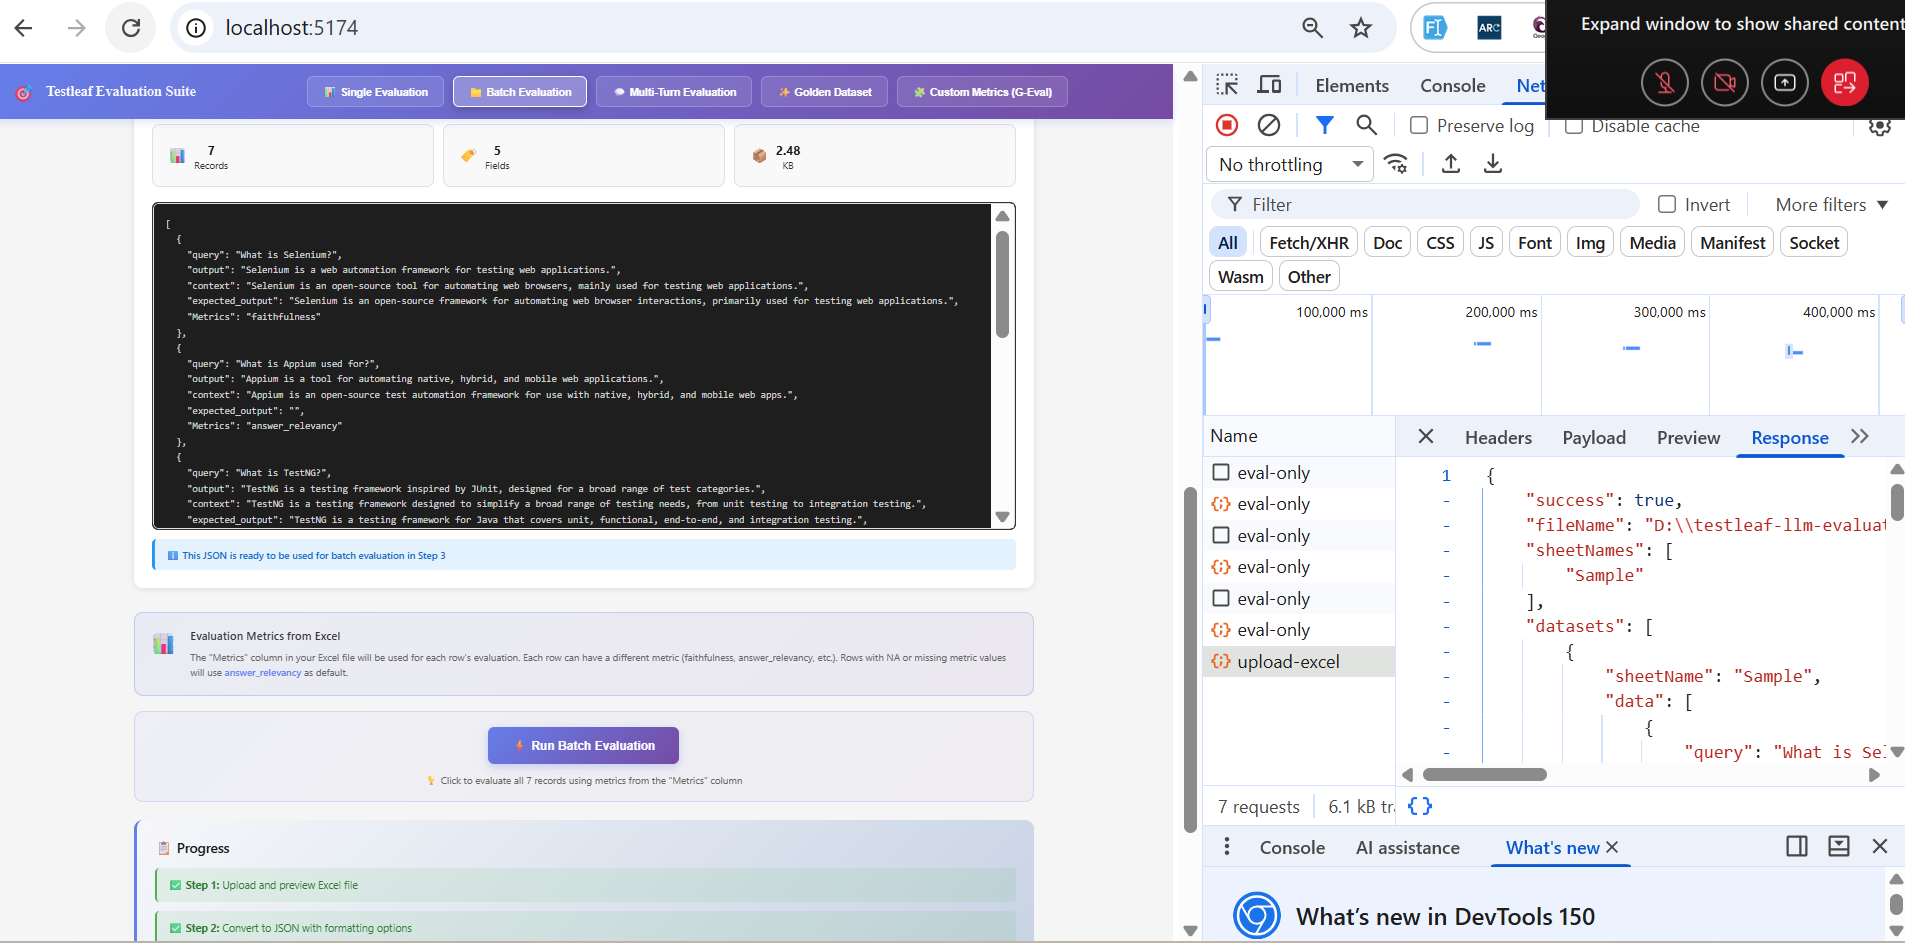 localhost:5174
Expand window to show shared content
Testleaf Evaluation Suite
Single Evaluation
Batch Evaluation
Multi-Turn Evaluation
Golden Dataset
Custom Metrics (G-Eval)
7
Records
5
Fields
2.48
KB
[
{
"query": "What is Selenium?",
"output": "Selenium is a web automation framework for testing web applications.",
"context": "Selenium is an open-source tool for automating web browsers, mainly used for testing web applications.",
"expected_output": "Selenium is an open-source framework for automating web browser interactions, primarily used for testing web applications.",
"Metrics": "faithfulness"
},
{
"query": "What is Appium used for?",
"output": "Appium is a tool for automating native, hybrid, and mobile web applications.",
"context": "Appium is an open-source test automation framework for use with native, hybrid, and mobile web apps.",
"expected_output": "",
"Metrics": "answer_relevancy"
},
{
"query": "What is TestNG?",
"output": "TestNG is a testing framework inspired by JUnit, designed for a broad range of test categories.",
"context": "TestNG is a testing framework designed to simplify a broad range of testing needs, from unit testing to integration testing.",
"expected_output": "TestNG is a testing framework for Java that covers unit, functional, end-to-end, and integration testing.",
This JSON is ready to be used for batch evaluation in Step 3
Evaluation Metrics from Excel
The "Metrics" column in your Excel file will be used for each row's evaluation. Each row can have a different metric (faithfulness, answer_relevancy, etc.). Rows with NA or missing metric values
will use answer_relevancy as default.
Run Batch Evaluation
Click to evaluate all 7 records using metrics from the "Metrics" column
Progress
Step 1: Upload and preview Excel file
Step 2: Convert to JSON with formatting options
Elements
Console
Net
Preserve log
Disable cache
No throttling
Filter
Invert
More filters
All
Fetch/XHR
Doc
CSS
JS
Font
Img
Media
Manifest
Socket
Wasm
Other
100,000 ms
200,000 ms
300,000 ms
400,000 ms
Name
eval-only
eval-only
eval-only
eval-only
eval-only
eval-only
upload-excel
Headers
Payload
Preview
Response
1
{
"success": true,
"fileName": "D:\\testleaf-llm-evaluat
"sheetNames": [
"Sample"
],
"datasets": [
{
"sheetName": "Sample",
"data": [
{
"query": "What is Sel
7 requests
6.1 kB tra
{ }
Console
AI assistance
What's new
What's new in DevTools 150